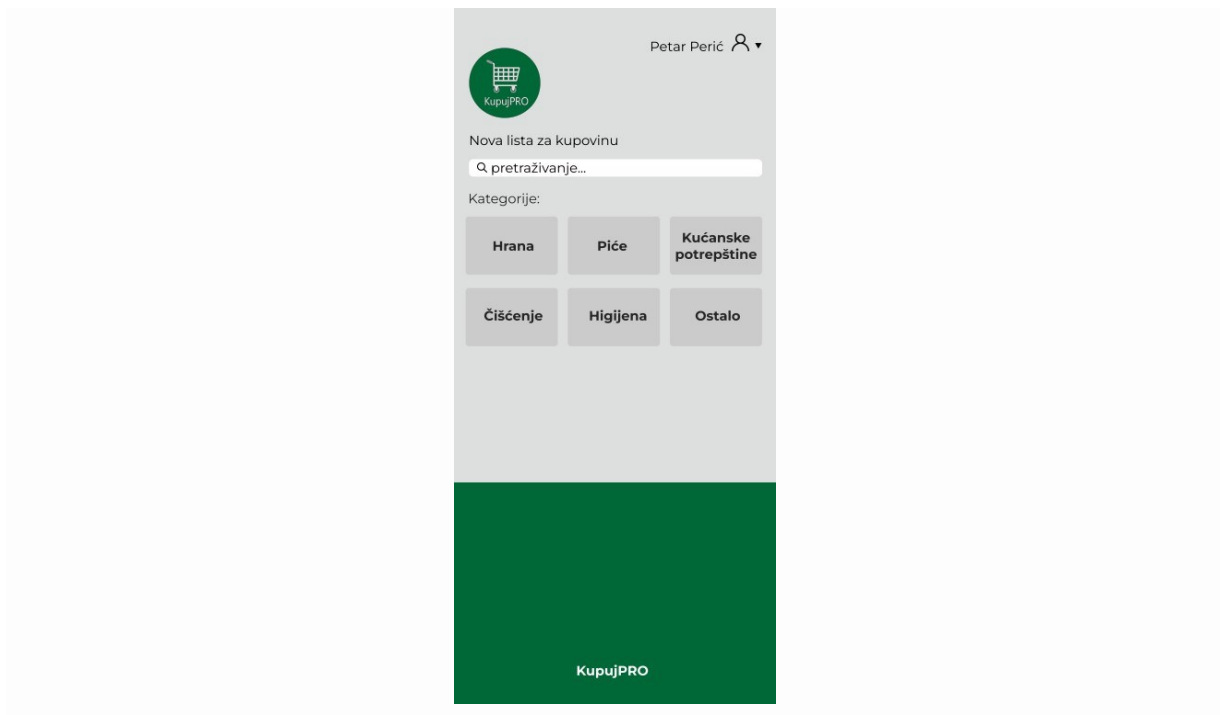 Petar Perić
KupujPRO
Nova lista za kupovinu
pretraživanje...
Kategorije:
Hrana
Piće
Kućanske
potrepštine
Čišćenje
Higijena
Ostalo
KupujPRO